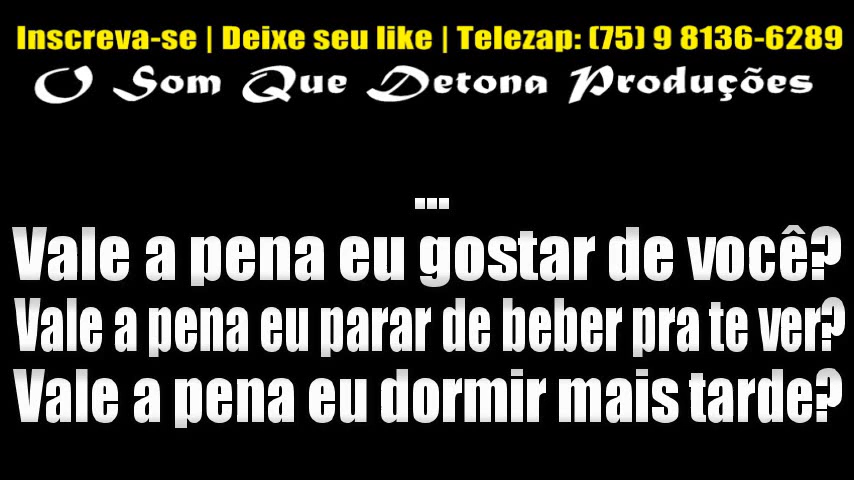 Inscreva-se | Deixe seu like | Telezap: (75) 9 8136-6289
O Som Que Detona Produções
...
Vale a pena eu gostar de você?
Vale a pena eu parar de beber pra te ver?
Vale a pena eu dormir mais tarde?